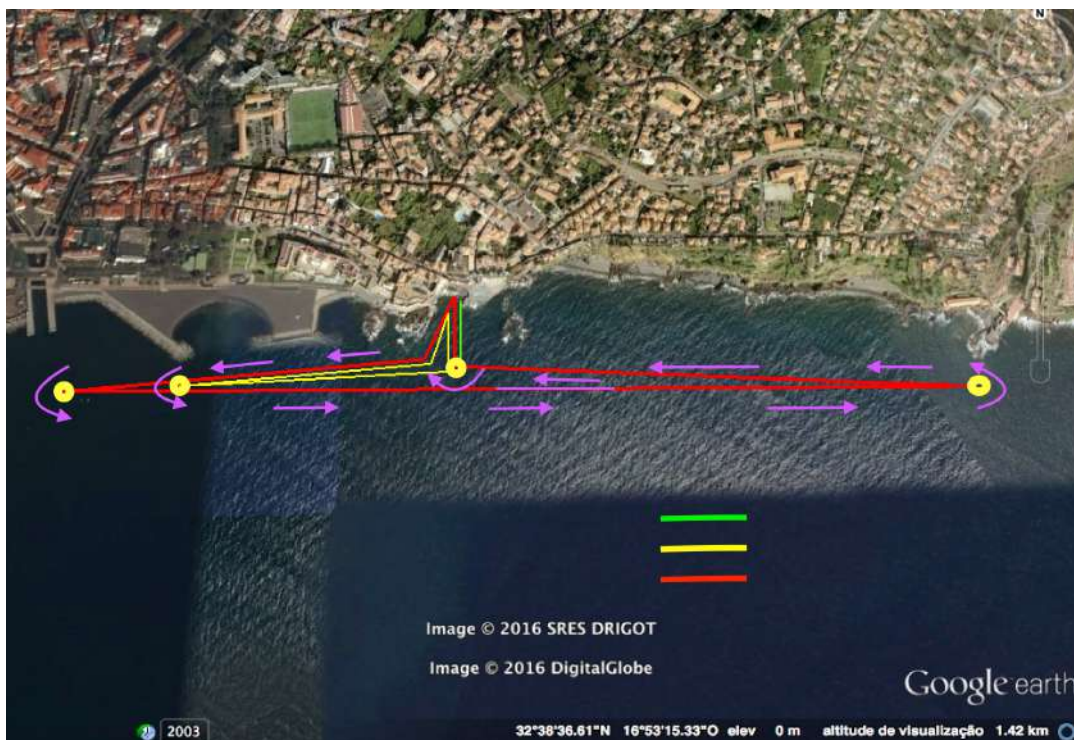 N
Image © 2016 SRES DRIGOT
Image © 2016 DigitalGlobe
Google earth
2003
32°38'36.61"N 16°53'15.33"O elev 0 m altitude de visualização 1.42 km